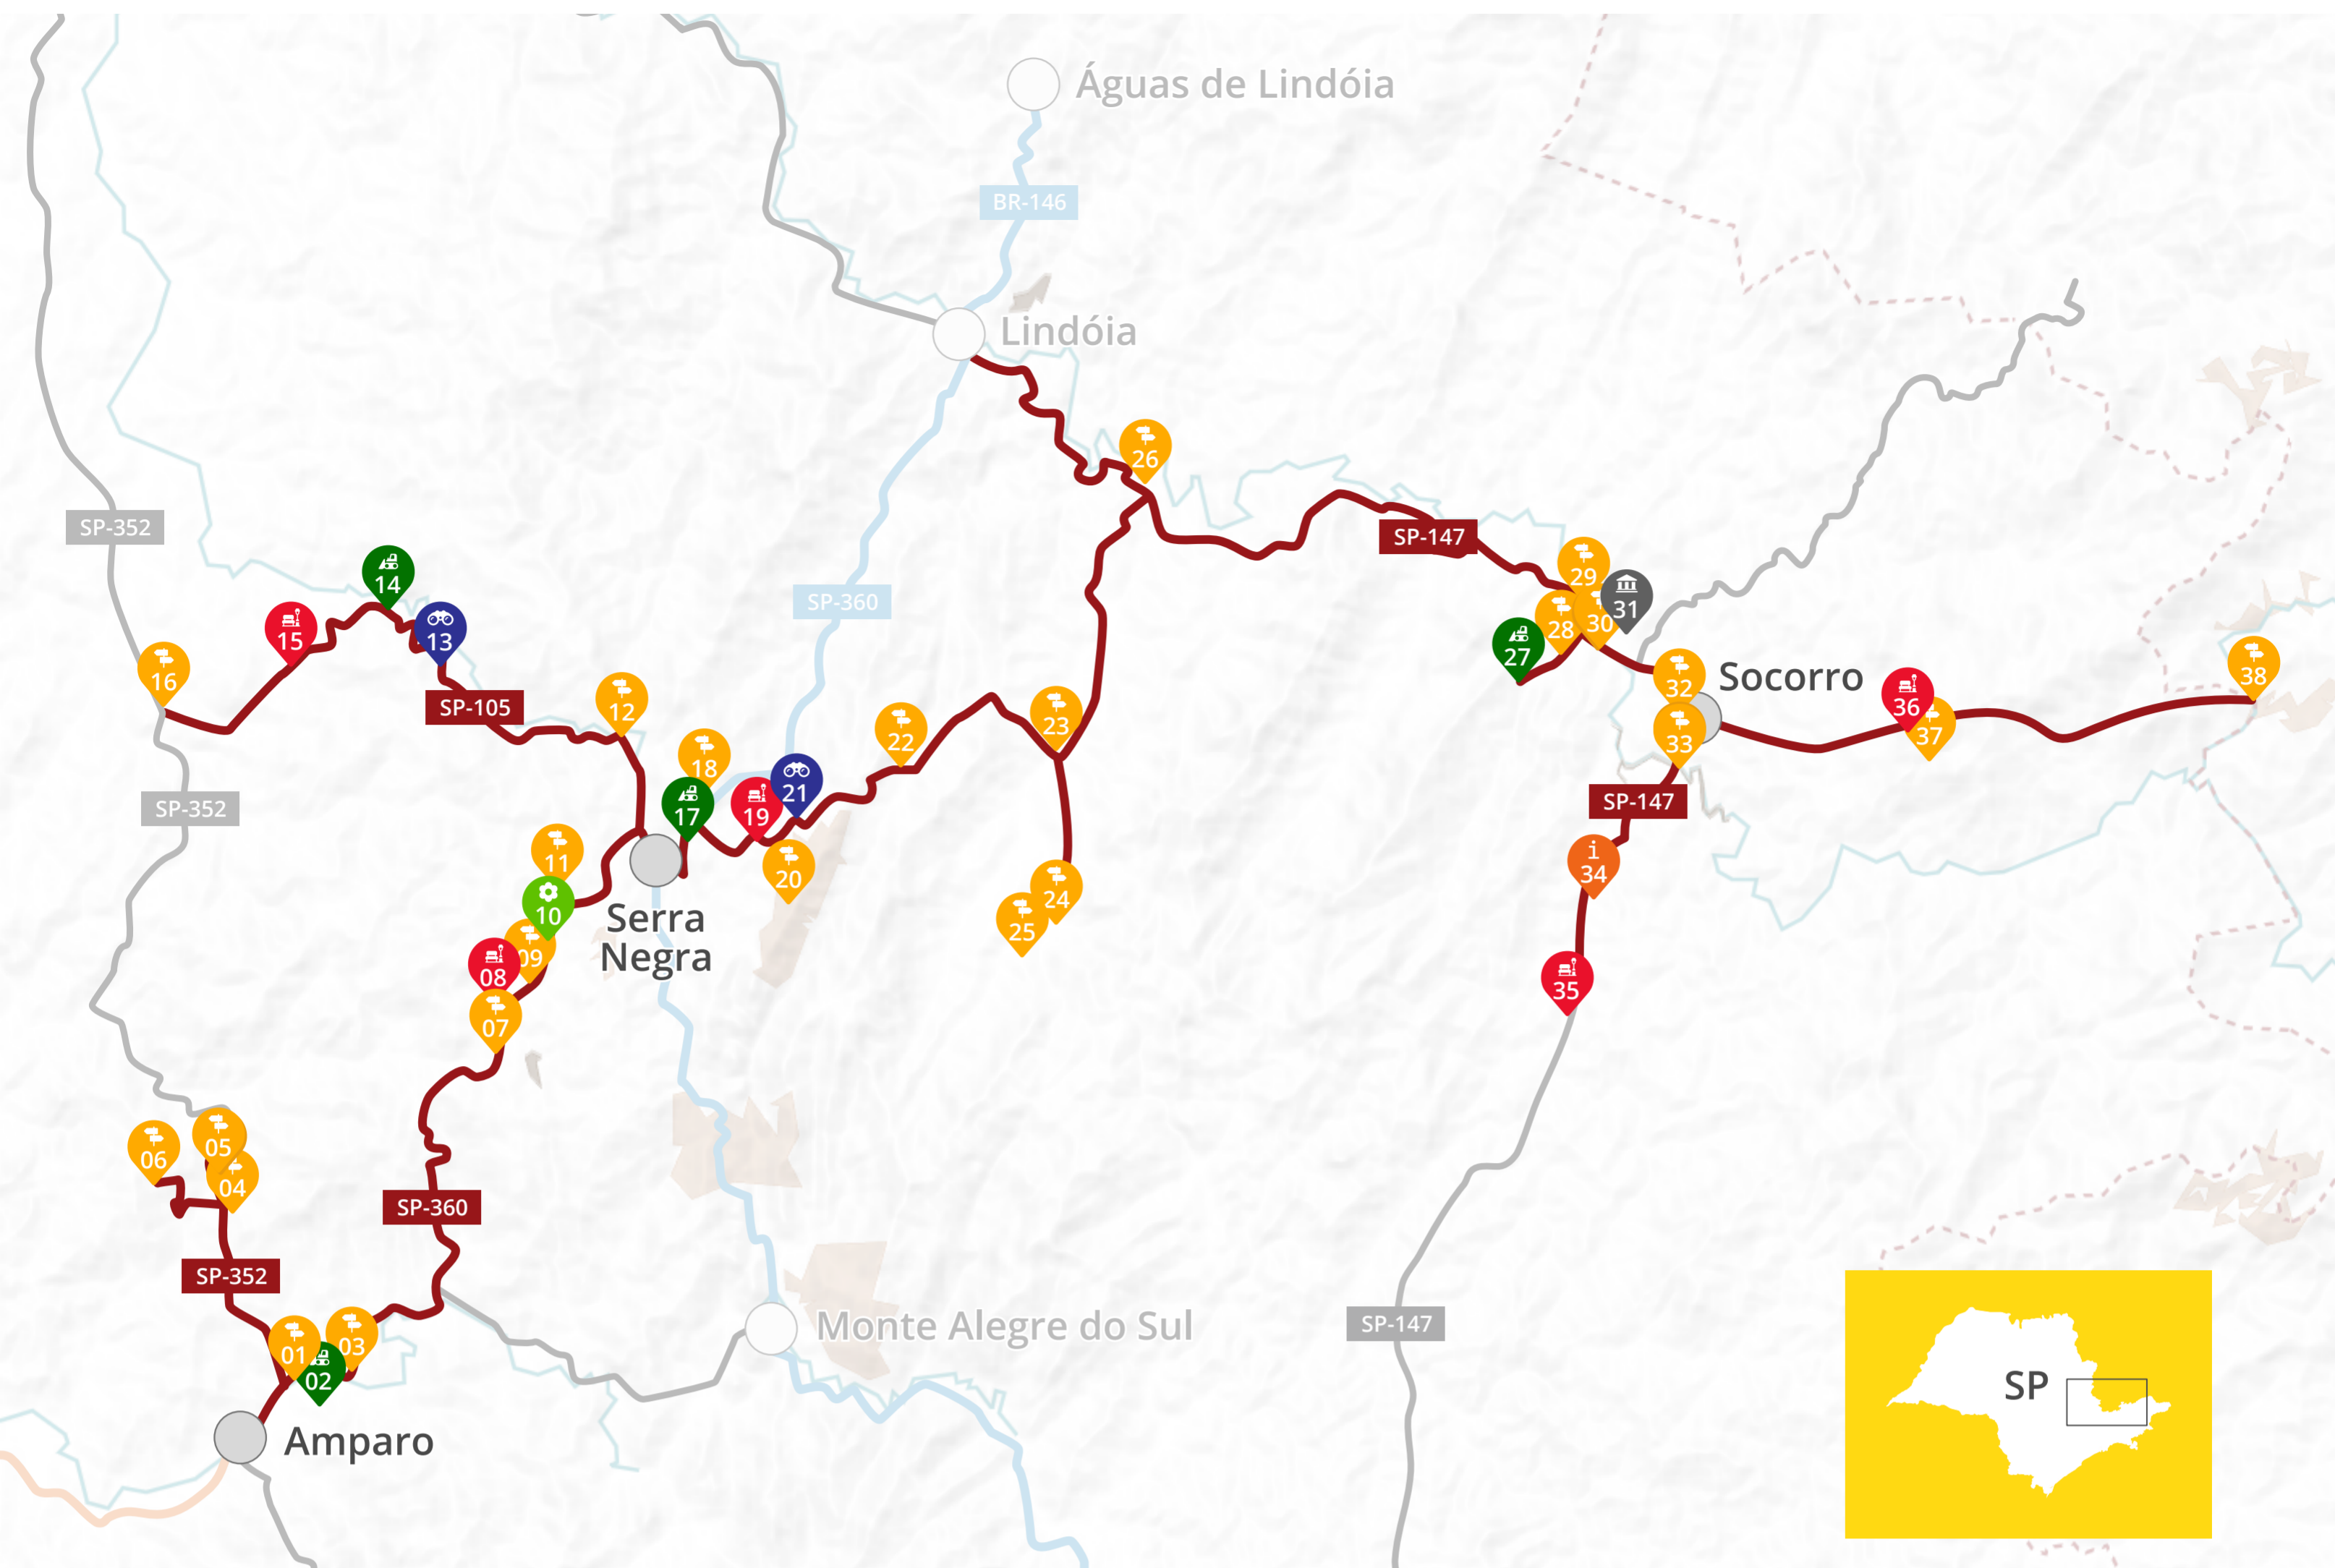 Águas de Lindóia
BR-146
Lindóia
26
SP-352
SP-147
29
14
31
SP-360
30
28
15
13
27
16
32
Socorro
38
SP-105
12
36
23
37
22
33
18
21
SP-147
SP-352
17
19
11
34
20
24
10
Serra
Negra
25
09
08
35
07
05
06
04
SP-360
SP-352
Monte Alegre do Sul
SP-147
01
03
02
SP
Amparo